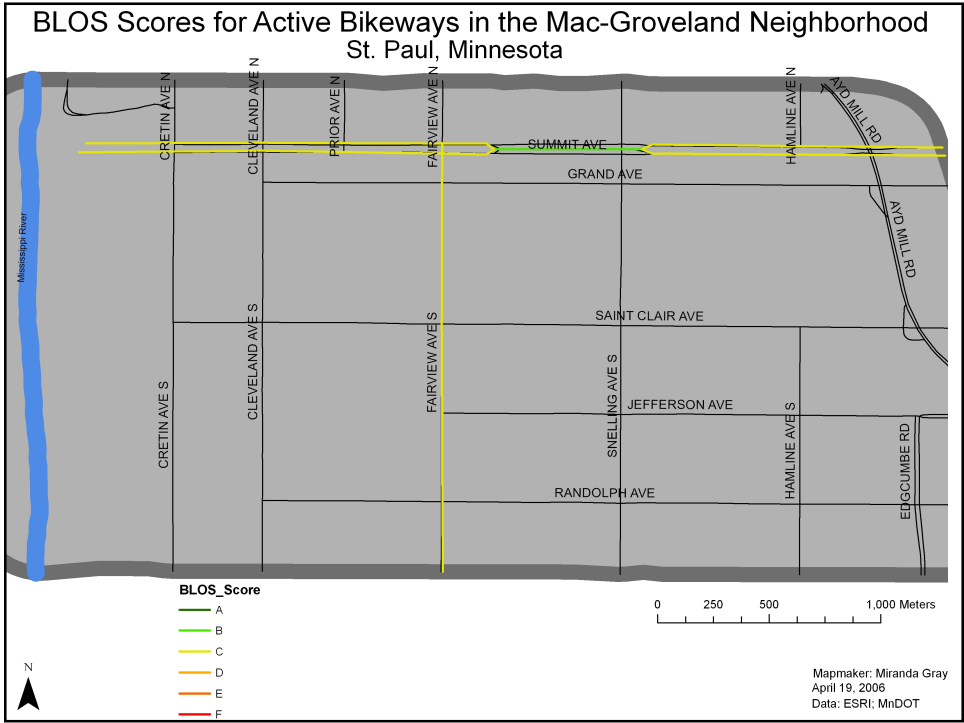 BLOS Scores for Active Bikeways in the Mac-Groveland Neighborhood
St. Paul, Minnesota
CRETIN AVE N
CLEVELAND AVE N
PRIOR AVE N
FAIRVIEW AVE N
HAMLINE AVE N
AYD MILL RD
SUMMIT AVE
GRAND AVE
AYD MILL RD
Mississippi River
SAINT CLAIR AVE
CRETIN AVE S
CLEVELAND AVE S
FAIRVIEW AVE S
SNELLING AVE S
JEFFERSON AVE
HAMLINE AVE S
EDGCUMBE RD
RANDOLPH AVE
BLOS_Score
A
B
C
D
E
F
0 250 500 1,000 Meters
N
Mapmaker: Miranda Gray
April 19, 2006
Data: ESRI; MnDOT